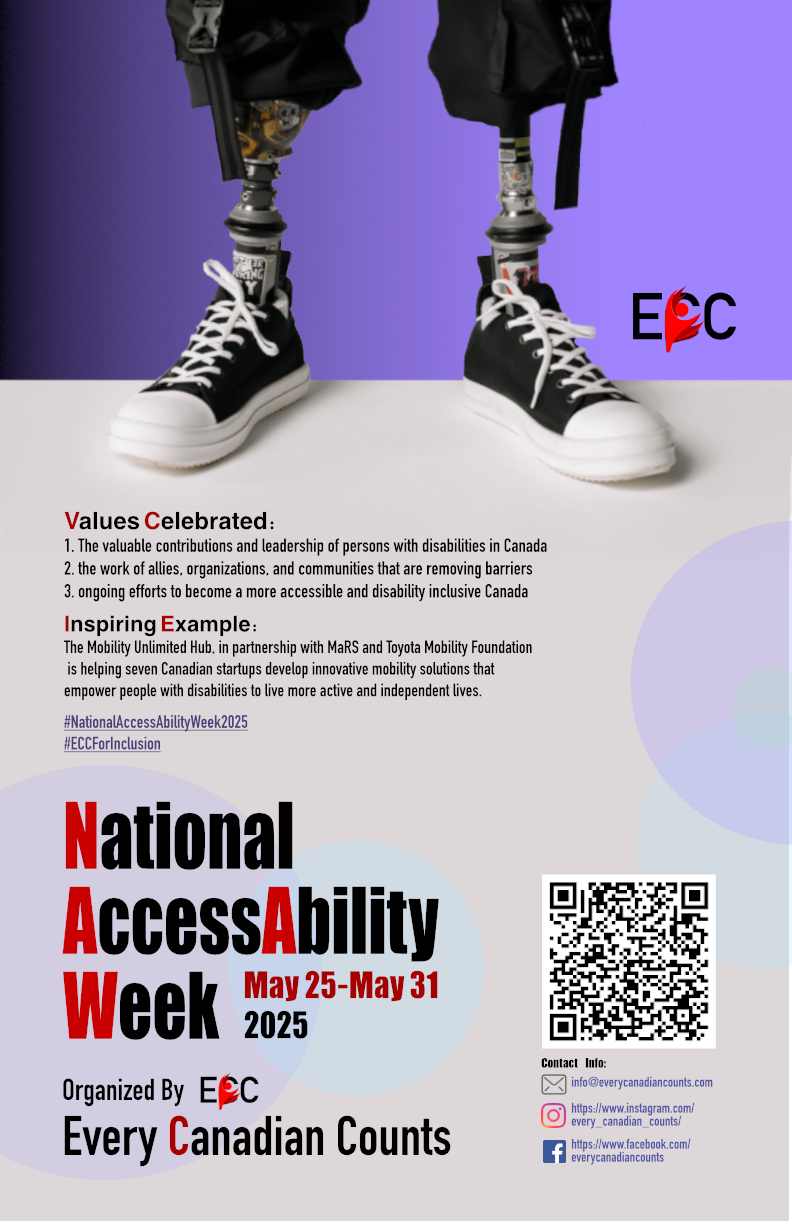 ECC
Values Celebrated:
1. The valuable contributions and leadership of persons with disabilities in Canada
2. the work of allies, organizations, and communities that are removing barriers
3. ongoing efforts to become a more accessible and disability inclusive Canada
Inspiring Example:
The Mobility Unlimited Hub, in partnership with MaRS and Toyota Mobility Foundation
is helping seven Canadian startups develop innovative mobility solutions that
empower people with disabilities to live more active and independent lives.
#NationalAccessAbilityWeek2025
#ECCForInclusion
National
AccessAbility
Week
May 25-May 31
2025
Organized By ECC
Every Canadian Counts
Contact Info:
info@everycanadiancounts.com
https://www.instagram.com/
every_canadian_counts/
https://www.facebook.com/
everycanadiancounts